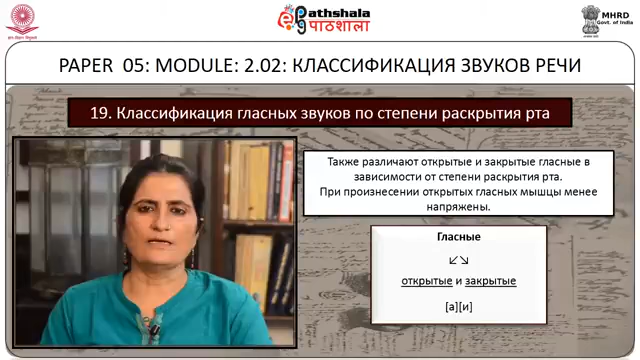 Pathshala
पाठशाला
MHRD
Govt. of India
PAPER 05: MODULE: 2.02: КЛАССИФИКАЦИЯ ЗВУКОВ РЕЧИ
19. Классификация гласных звуков по степени раскрытия рта
Также различают открытые и закрытые гласные в
зависимости от степени раскрытия рта.
При произнесении открытых гласных мышцы менее
напряжены.
Гласные
↙↘
открытые и закрытые
[а][и]